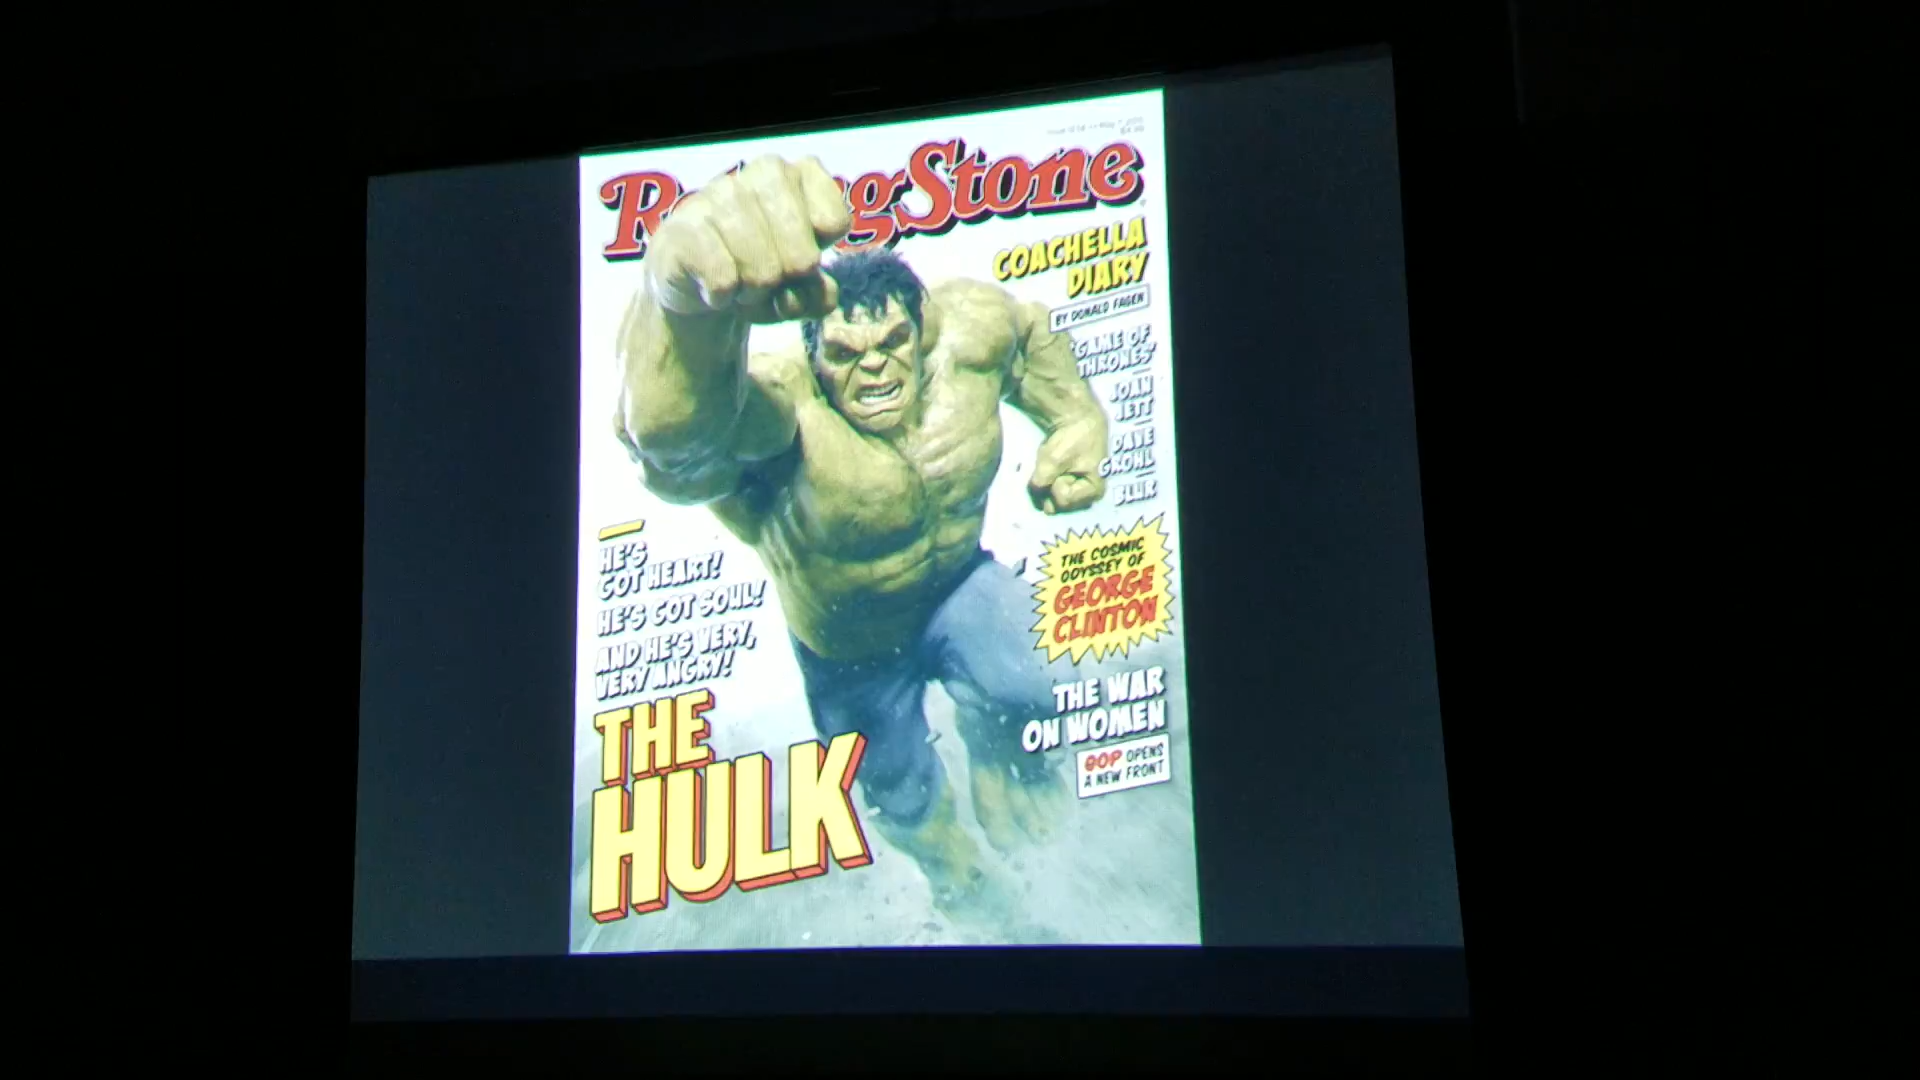 Rolling Stone
COACHELLA
DIARY
BY DONALD FAGEN
'GAME OF
THRONES'
JOAN
JETT
DAVE
GROHL
BLUR
HE'S
GOT HEART!
HE'S GOT SOUL!
AND HE'S VERY,
VERY ANGRY!
THE
HULK
THE COSMIC
ODYSSEY OF
GEORGE
CLINTON
THE WAR
ON WOMEN
GOP OPENS
A NEW FRONT